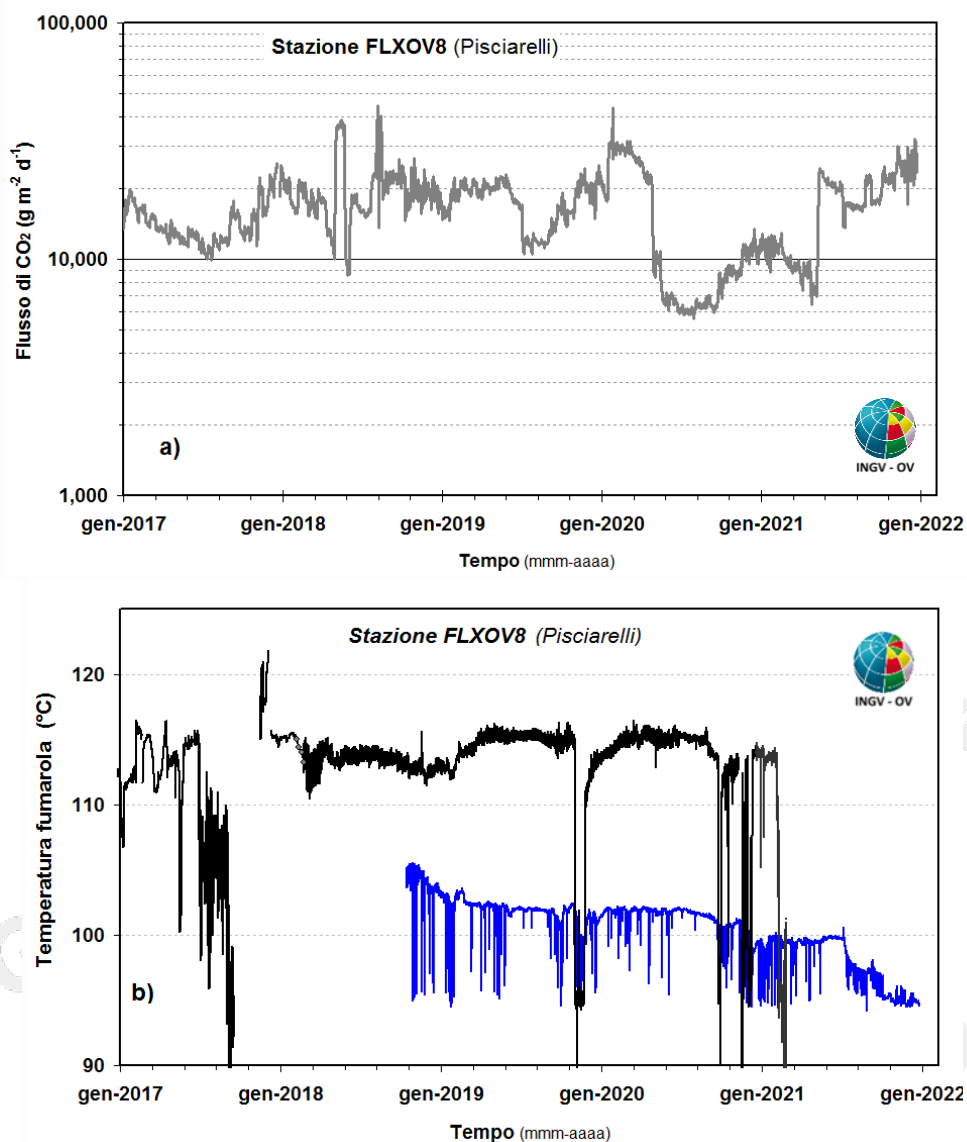 100,000
Stazione FLXOV8 (Pisciarelli)
Flusso di CO2 (g m-2 d-1)
10,000
a)
INGV - OV
1,000
gen-2017 gen-2018 gen-2019 gen-2020 gen-2021 gen-2022
Tempo (mmm-aaaa)
Stazione FLXOV8 (Pisciarelli)
120
INGV - OV
Temperatura fumarola (°C)
110
100
b)
90
gen-2017 gen-2018 gen-2019 gen-2020 gen-2021 gen-2022
Tempo (mmm-aaaa)